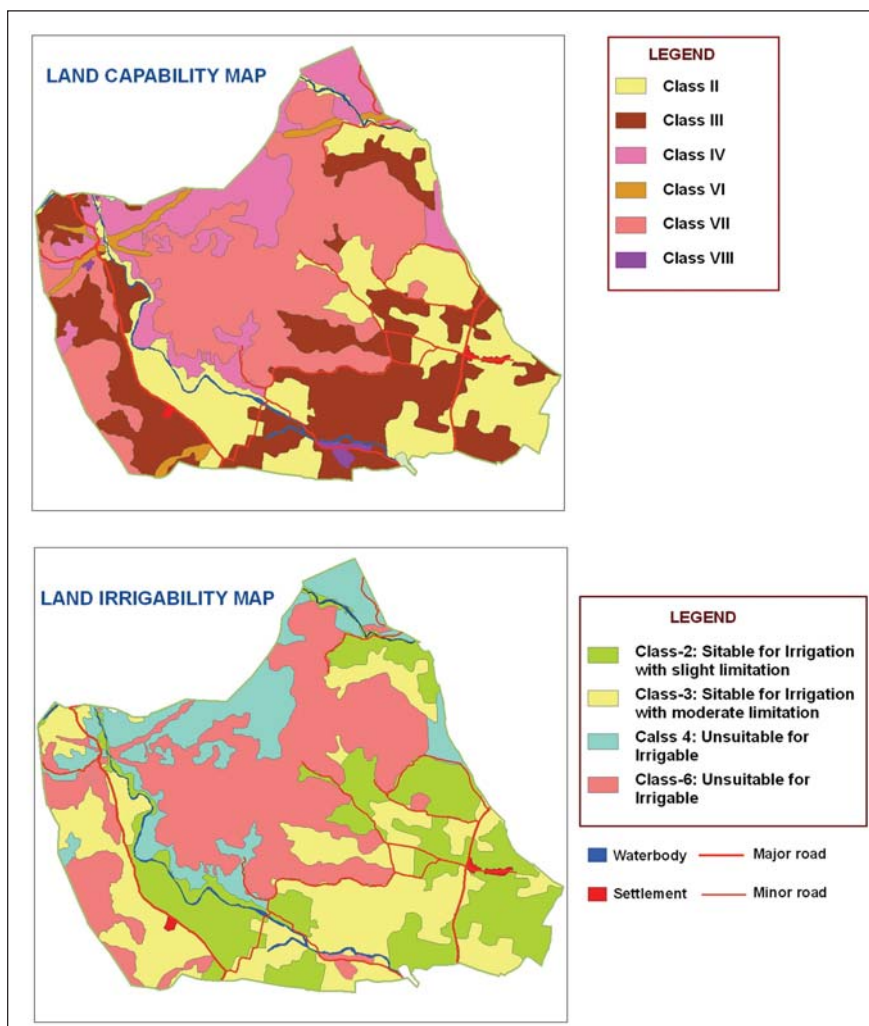 LAND CAPABILITY MAP
LEGEND
Class II
Class III
Class IV
Class VI
Class VII
Class VIII
LAND IRRIGABILITY MAP
LEGEND
Class-2: Sitable for Irrigation
with slight limitation
Class-3: Sitable for Irrigation
with moderate limitation
Calss 4: Unsuitable for
Irrigable
Class-6: Unsuitable for
Irrigable
Waterbody
Major road
Settlement
Minor road